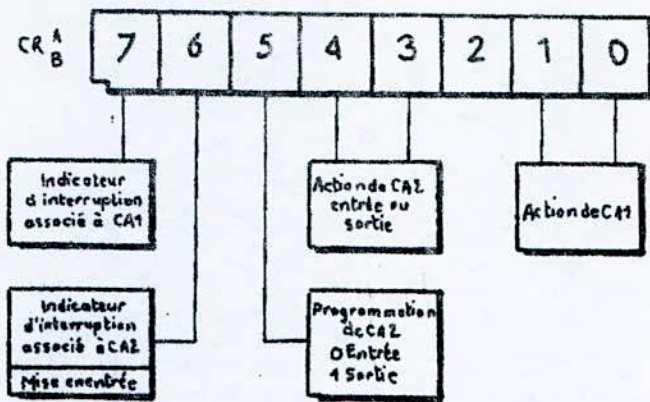 CR A B 7 6 5 4 3 2 1 0
Indicateur
d'interruption
associé à CA1
Action de CA2
entrée ou
sortie
Action de CA1
Indicateur
d'interruption
associé à CA2
Mise en entrée
Programmation
de CA2
0 Entrée
1 Sortie